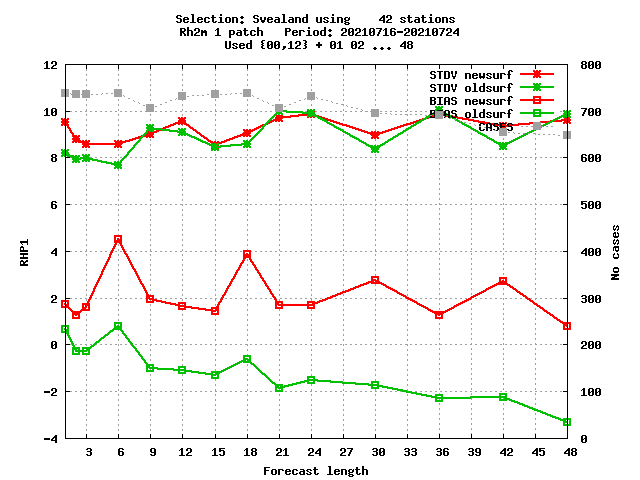 Selection: Svealand using    42 stations
Rh2m 1 patch   Period: 20210716-20210724
Used {00,12} + 01 02 ... 48
STDV newsurf
STDV oldsurf
BIAS newsurf
BIAS oldsurf
CASES
12
10
8
6
4
2
0
-2
-4
800
700
600
500
400
300
200
100
0
RHP1
No cases
3 6 9 12 15 18 21 24 27 30 33 36 39 42 45 48
Forecast length